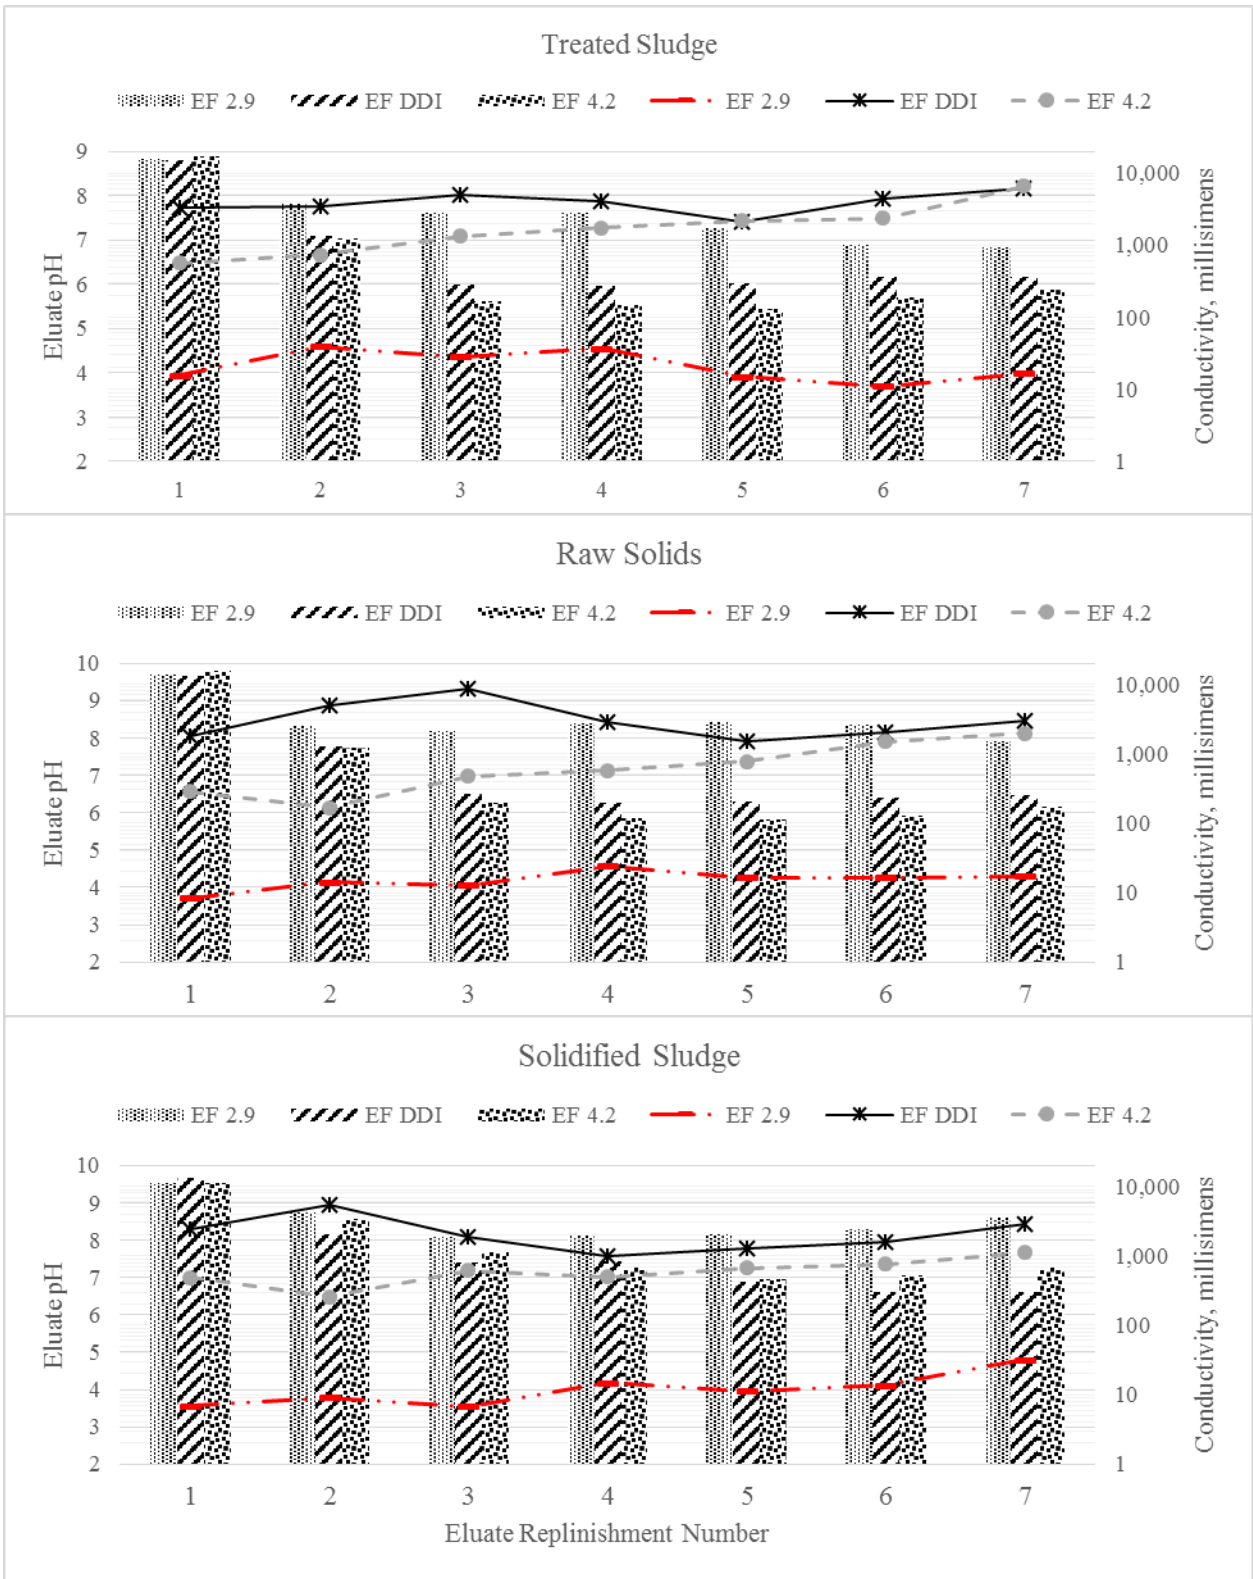 Treated Sludge
EF 2.9 EF DDI EF 4.2 EF 2.9 EF DDI EF 4.2
9
8
7
6
5
4
3
2
Eluate pH
10,000
1,000
100
10
1
Conductivity, millisimens
1 2 3 4 5 6 7
Raw Solids
EF 2.9 EF DDI EF 4.2 EF 2.9 EF DDI EF 4.2
10
9
8
7
6
5
4
3
2
Eluate pH
10,000
1,000
100
10
1
Conductivity, millisimens
1 2 3 4 5 6 7
Solidified Sludge
EF 2.9 EF DDI EF 4.2 EF 2.9 EF DDI EF 4.2
10
9
8
7
6
5
4
3
2
Eluate pH
10,000
1,000
100
10
1
Conductivity, millisimens
1 2 3 4 5 6 7
Eluate Replinishment Number